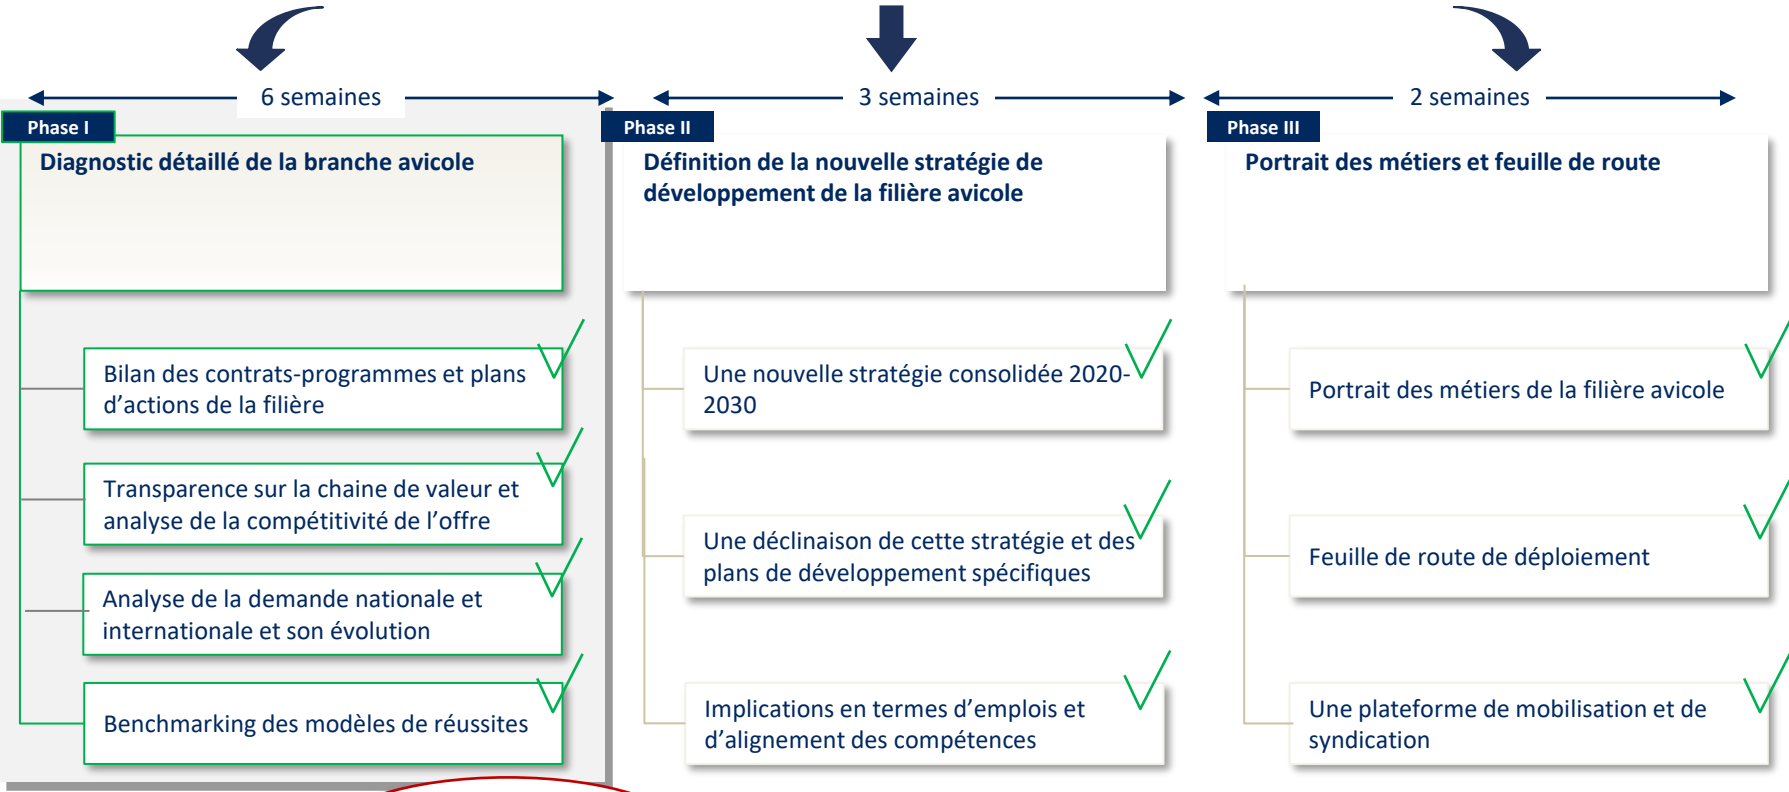 6 semaines
Phase I
Diagnostic détaillé de la branche avicole
Bilan des contrats-programmes et plans
d’actions de la filière
Transparence sur la chaine de valeur et
analyse de la compétitivité de l’offre
Analyse de la demande nationale et
internationale et son évolution
Benchmarking des modèles de réussites
3 semaines
Phase II
Définition de la nouvelle stratégie de
développement de la filière avicole
Une nouvelle stratégie consolidée 2020-
2030
Une déclinaison de cette stratégie et des
plans de développement spécifiques
Implications en termes d’emplois et
d’alignement des compétences
2 semaines
Phase III
Portrait des métiers et feuille de route
Portrait des métiers de la filière avicole
Feuille de route de déploiement
Une plateforme de mobilisation et de
syndication